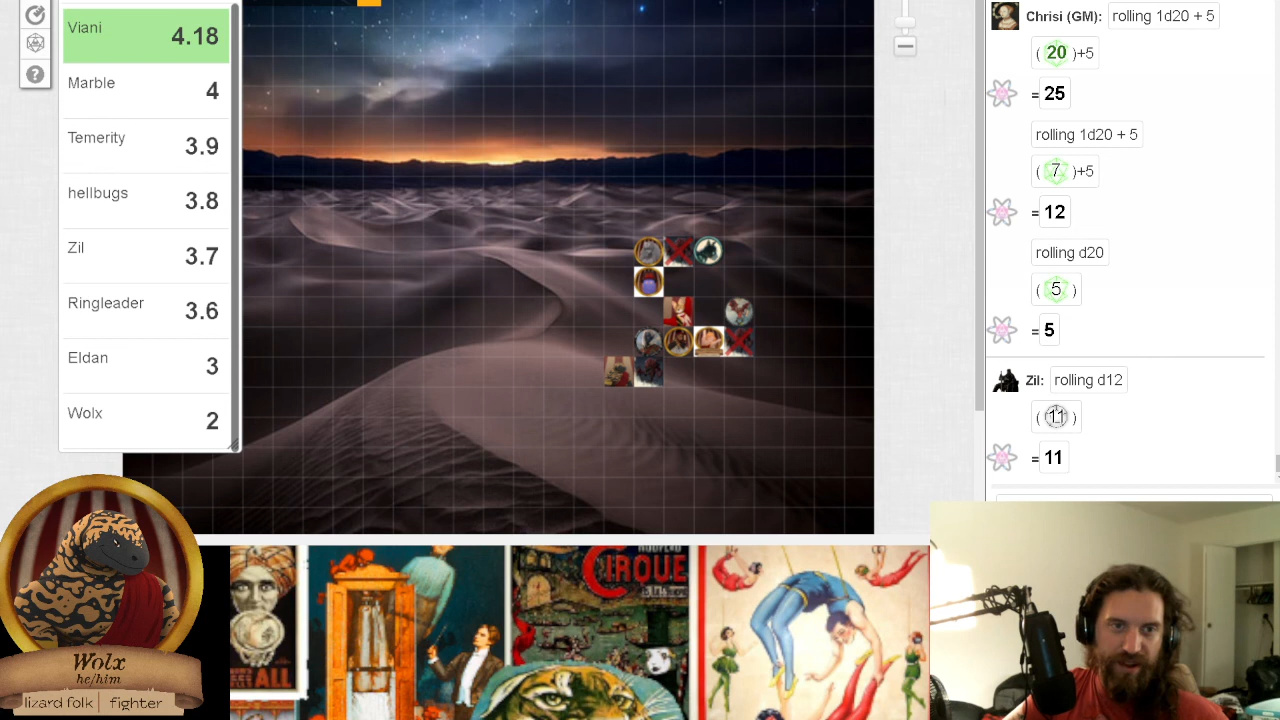 Viani
4.18
Marble
4
Temerity
3.9
hellbugs
3.8
Zil
3.7
Ringleader
3.6
Eldan
3
Wolx
2
Chrisi (GM): rolling 1d20 + 5
(20)+5
=25
rolling 1d20 + 5
(7)+5
=12
rolling d20
(5)
=5
Zil: rolling d12
(11)
=11
Wolx
he/him
lizard folk | fighter
ALL
CIRQUE